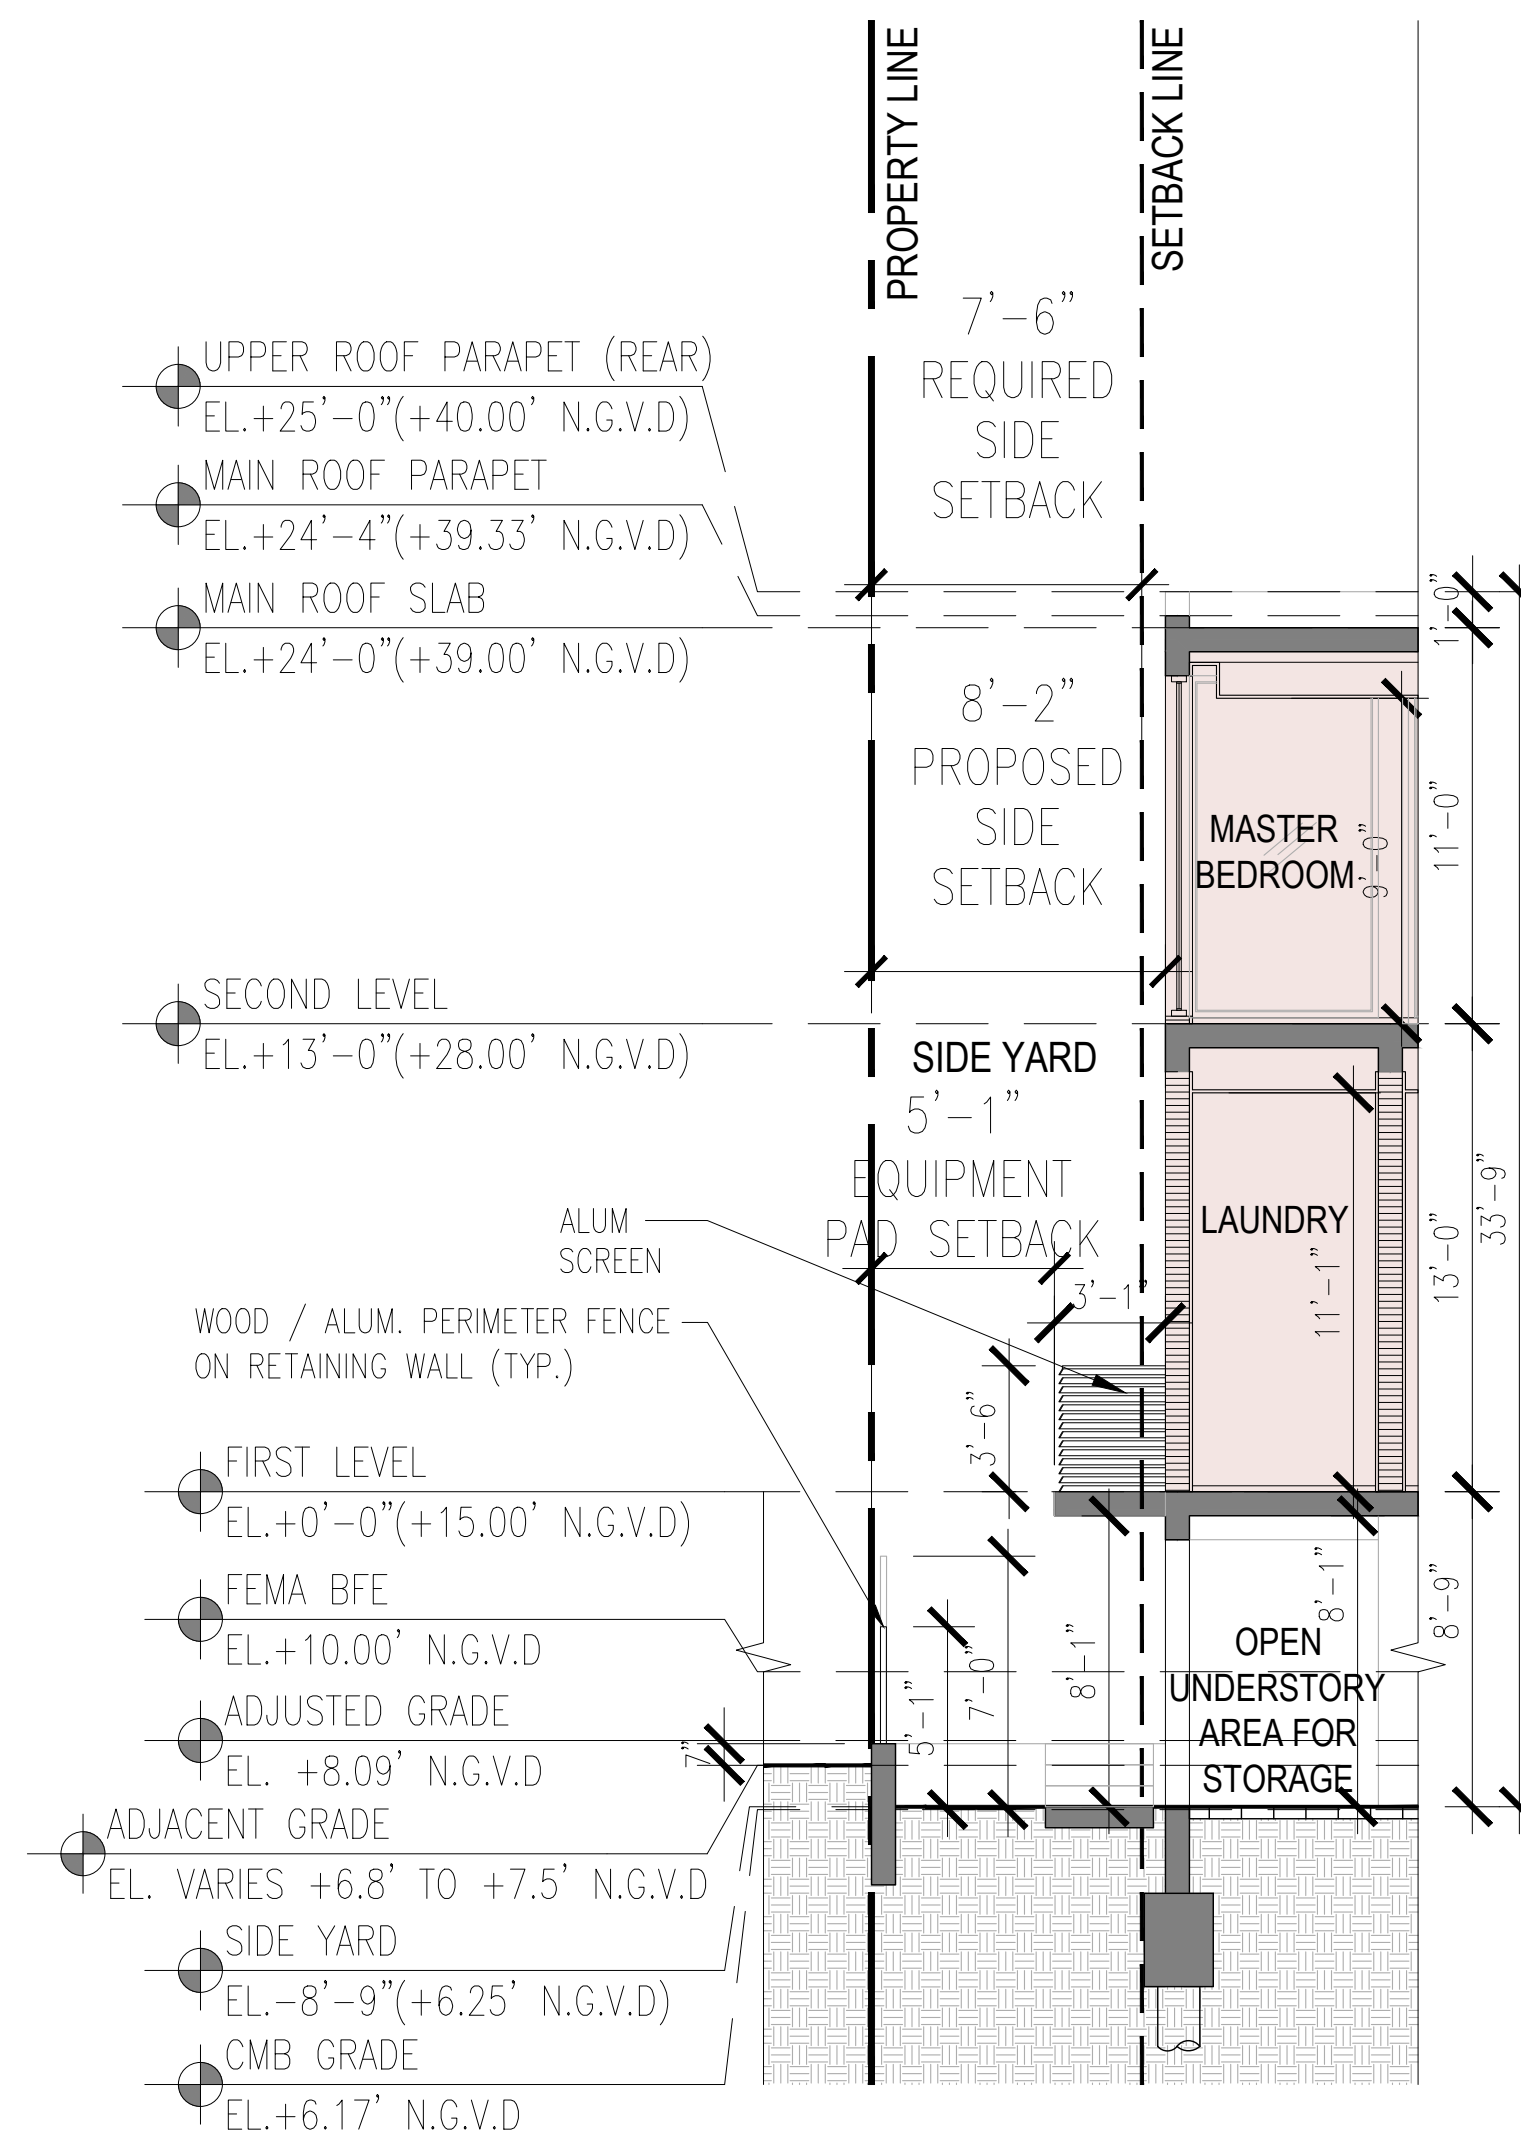 PROPERTY LINE
SETBACK LINE
7'-6"
REQUIRED
SIDE
SETBACK
UPPER ROOF PARAPET (REAR)
EL.+25'-0"(+40.00' N.G.V.D)
MAIN ROOF PARAPET
EL.+24'-4"(+39.33' N.G.V.D)
MAIN ROOF SLAB
EL.+24'-0"(+39.00' N.G.V.D)
1'-0"
8'-2"
PROPOSED
SIDE
SETBACK
MASTER
BEDROOM
9'-0"
11'-0"
SECOND LEVEL
EL.+13'-0"(+28.00' N.G.V.D)
SIDE YARD
5'-1"
EQUIPMENT
PAD SETBACK
ALUM
SCREEN
LAUNDRY
11'-1"
13'-0"
33'-9"
3'-1"
WOOD / ALUM. PERIMETER FENCE
ON RETAINING WALL (TYP.)
3'-6"
FIRST LEVEL
EL.+0'-0"(+15.00' N.G.V.D)
FEMA BFE
EL.+10.00' N.G.V.D
ADJUSTED GRADE
EL. +8.09' N.G.V.D
7"
5'-1"
7'-0"
8'-1"
8'-1"
8'-9"
OPEN
UNDERSTORY
AREA FOR
STORAGE
ADJACENT GRADE
EL. VARIES +6.8' TO +7.5' N.G.V.D
SIDE YARD
EL.-8'-9"(+6.25' N.G.V.D)
CMB GRADE
EL.+6.17' N.G.V.D